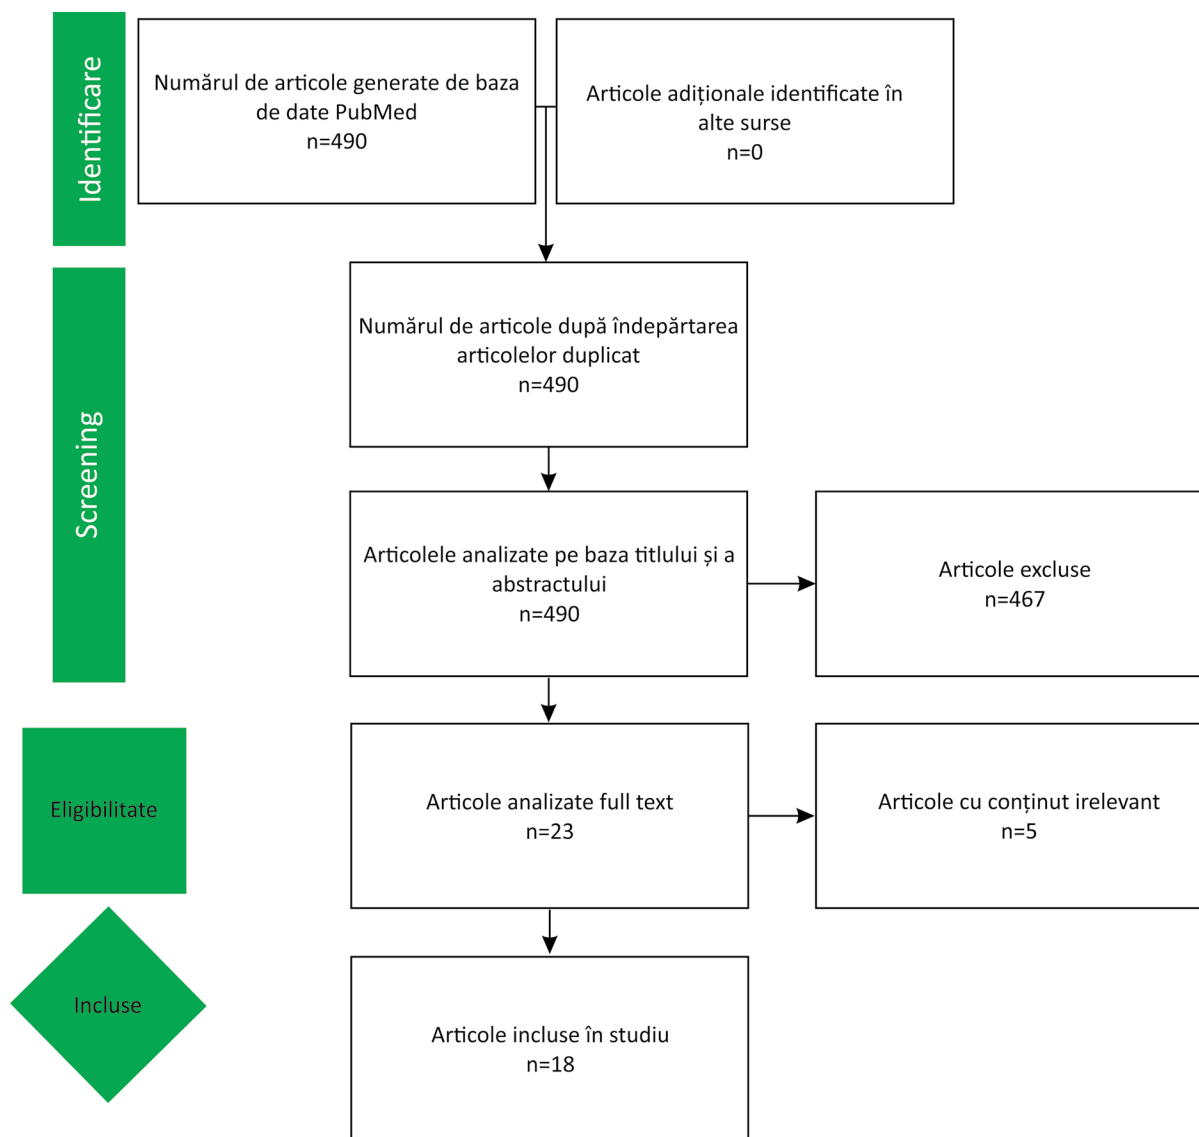 Identificare
Numărul de articole generate de baza
de date PubMed
n=490
Articole adiționale identificate în
alte surse
n=0
Screening
Numărul de articole după îndepărtarea
articolelor duplicat
n=490
Articolele analizate pe baza titlului și a
abstractului
n=490
Articole excluse
n=467
Eligibilitate
Articole analizate full text
n=23
Articole cu conținut irelevant
n=5
Incluse
Articole incluse în studiu
n=18